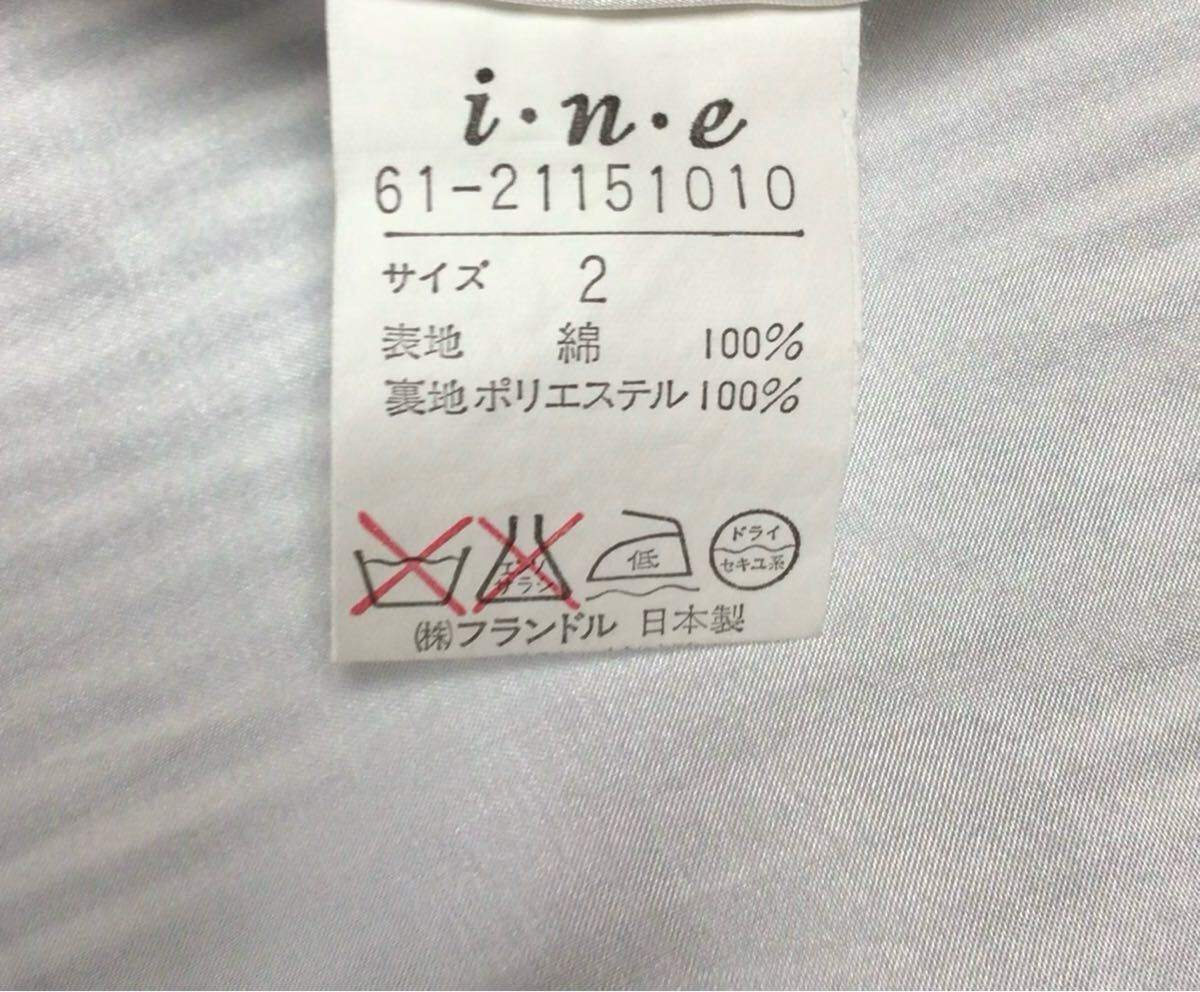 i・n・e
61-21151010
サイズ 2
表地 綿 100%
裏地 ポリエステル 100%
エンソ サラシ 低 ドライ セキユ系
㈱フランドル 日本製